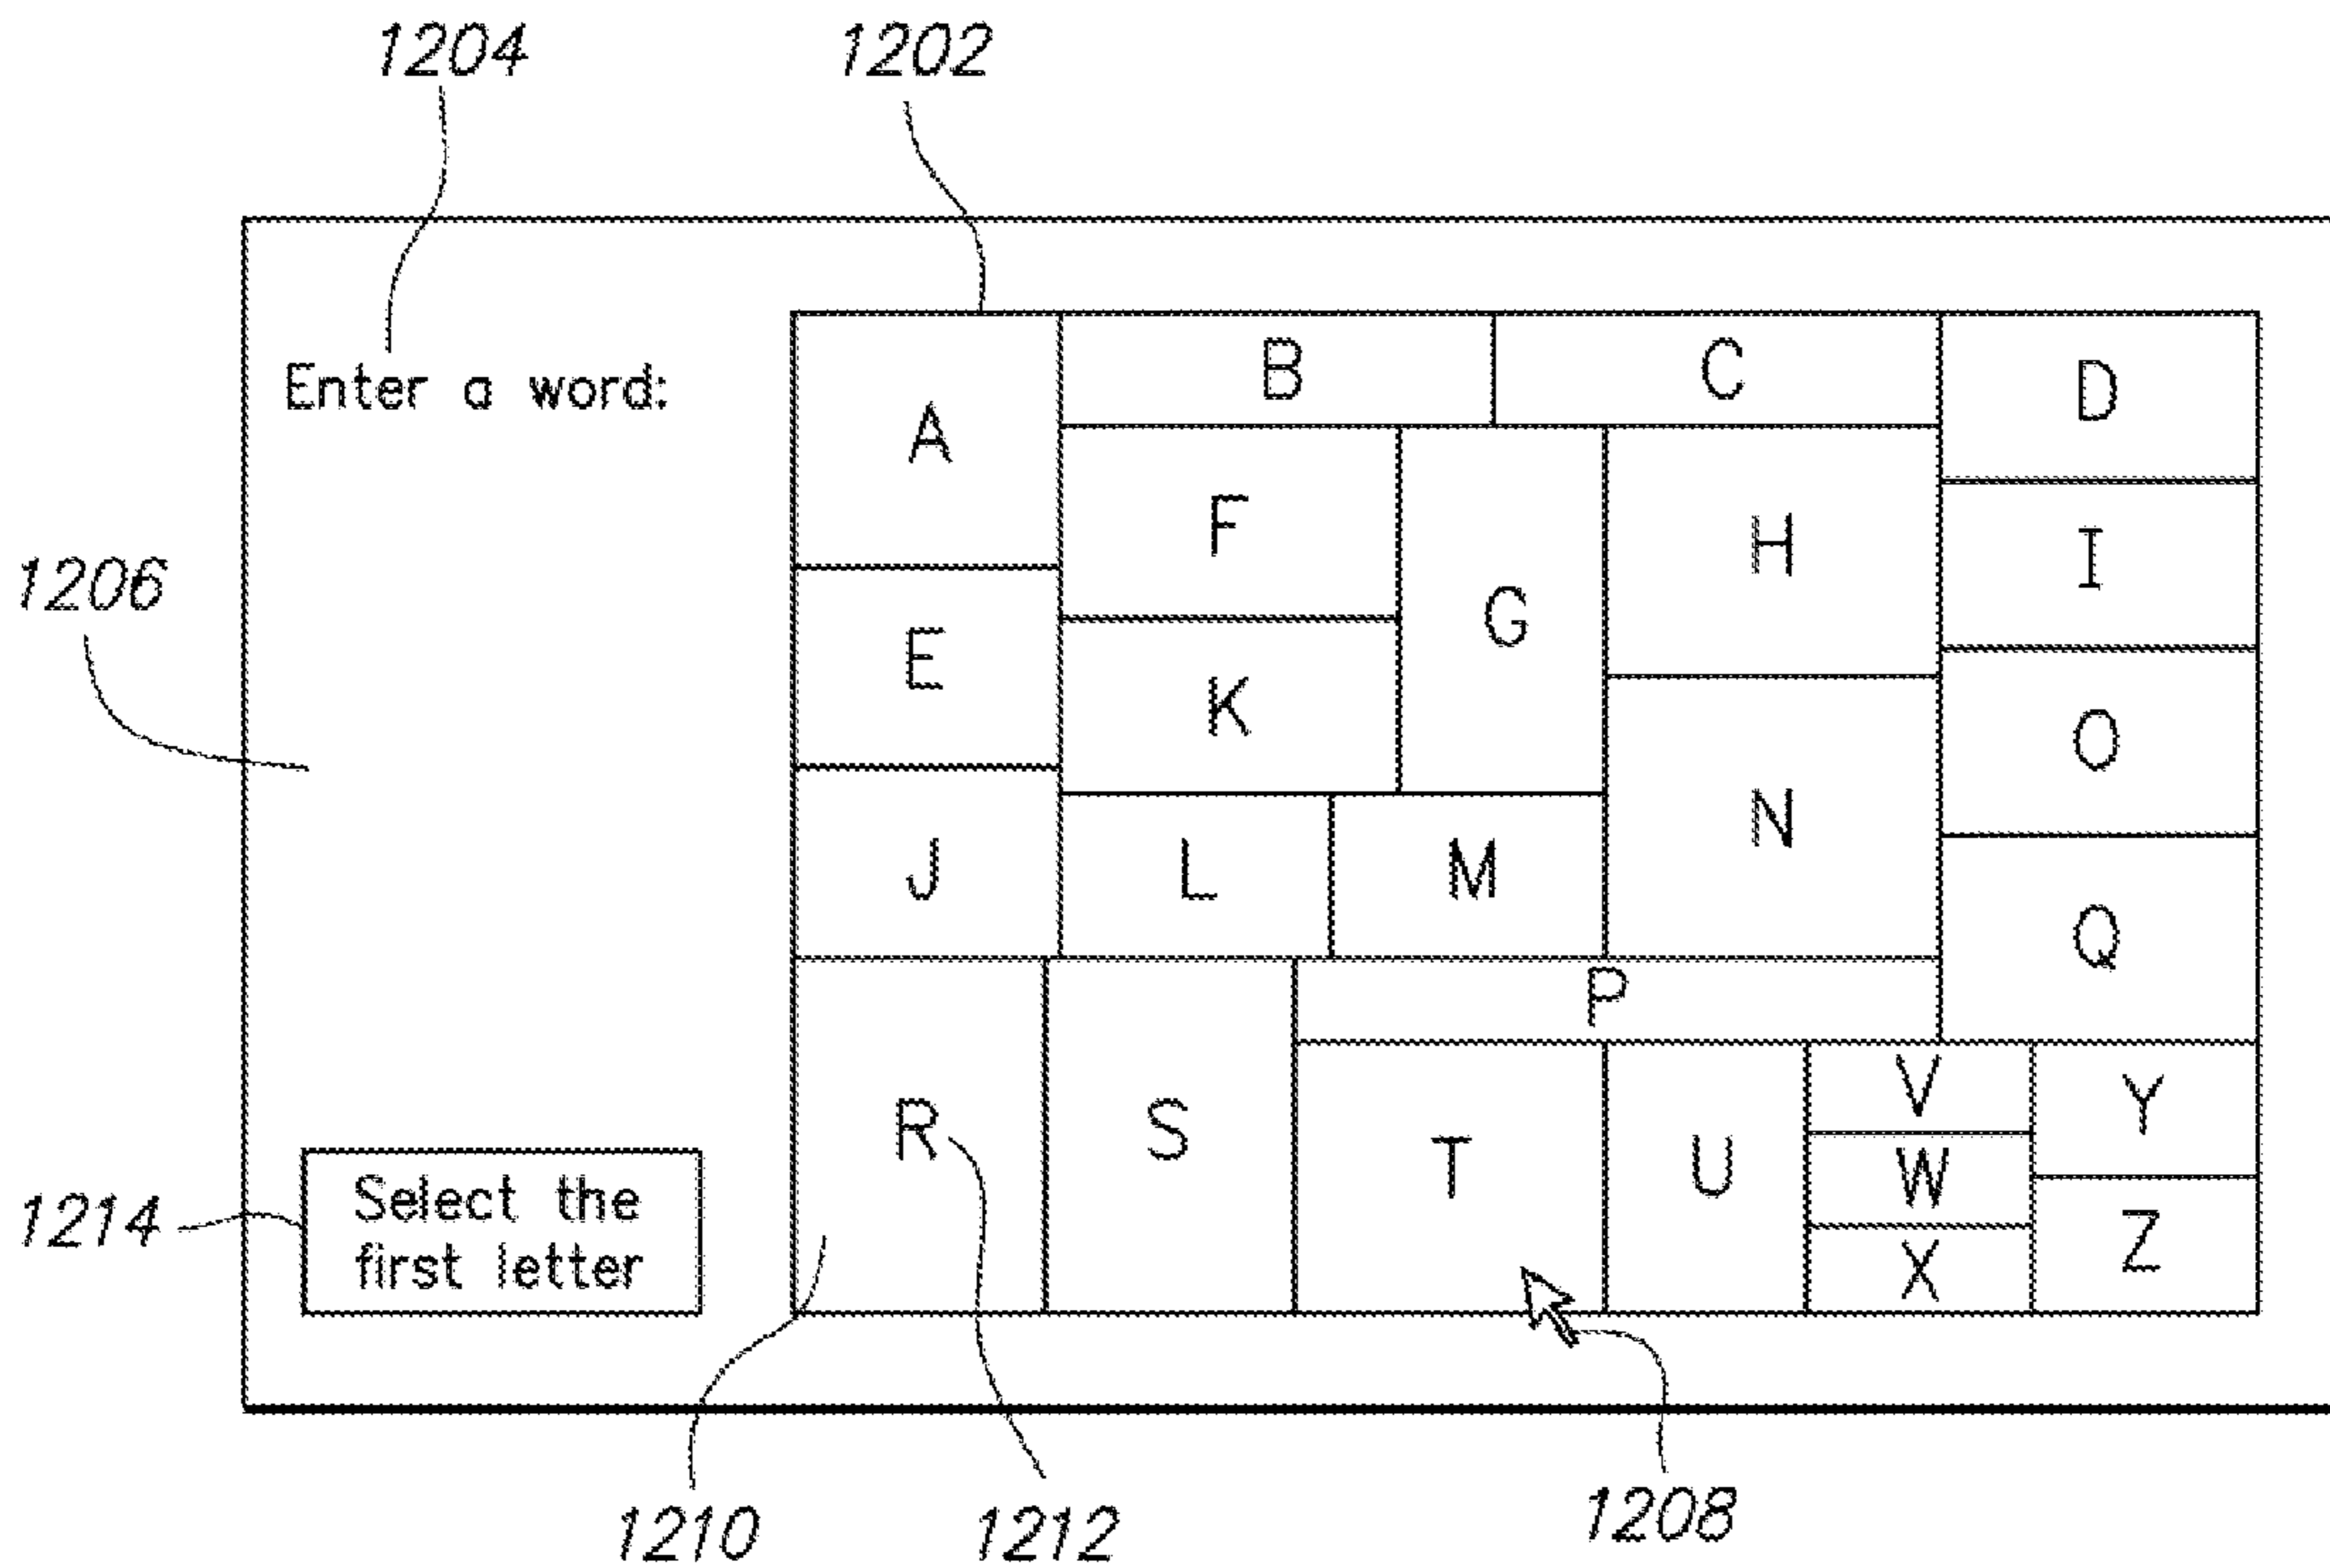 1204 1202
B C
D
Enter a word:
A
F
H
I
1206
G
E
K
O
N
J L M
Q
P
V
Y
R S
T U
W
Select the
first letter
1214
Z
X
1210 1212 1208